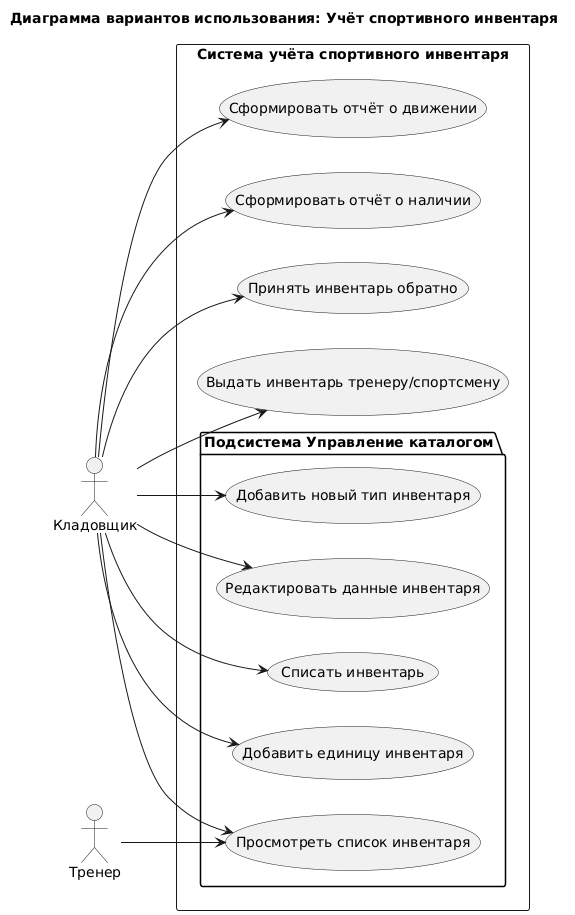 Диаграмма вариантов использования: Учёт спортивного инвентаря
Система учёта спортивного инвентаря
Сформировать отчёт о движении
Сформировать отчёт о наличии
Принять инвентарь обратно
Выдать инвентарь тренеру/спортсмену
Подсистема Управление каталогом
Добавить новый тип инвентаря
Кладовщик
Редактировать данные инвентаря
Списать инвентарь
Добавить единицу инвентаря
Просмотреть список инвентаря
Тренер